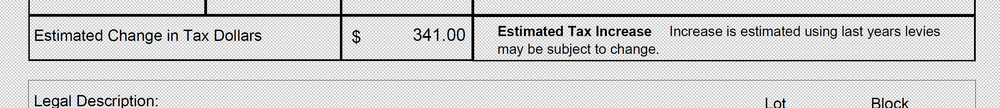 Estimated Change in Tax Dollars $ 341.00 Estimated Tax Increase Increase is estimated using last years levies
may be subject to change.
Legal Description: Lot Block